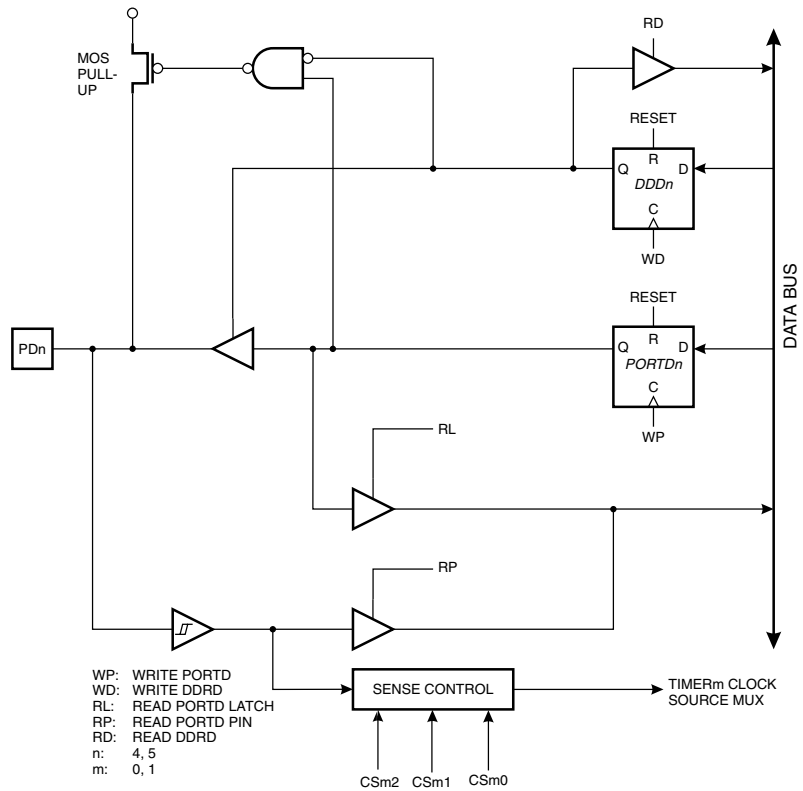 RD
MOS
PULL-
UP
RESET
R
Q
D
DDDn
C
WD
DATA BUS
RESET
R
Q
D
PDn
PORTDn
C
WP
RL
RP
WP: WRITE PORTD
WD: WRITE DDRD
RL: READ PORTD LATCH
RP: READ PORTD PIN
RD: READ DDRD
n: 4, 5
m: 0, 1
SENSE CONTROL
TIMERm CLOCK
SOURCE MUX
CSm2 CSm1 CSm0